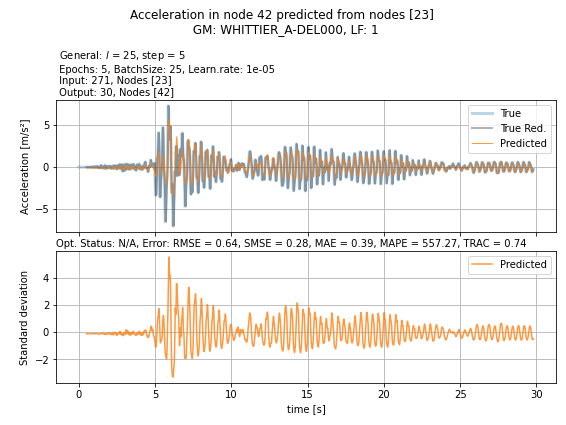 Acceleration in node 42 predicted from nodes [23]
GM: WHITTIER_A-DEL000, LF: 1
General: l = 25, step = 5
Epochs: 5, BatchSize: 25, Learn.rate: 1e-05
Input: 271, Nodes [23]
Output: 30, Nodes [42]
Acceleration [m/s²]
5
0
−5
True
True Red.
Predicted
Opt. Status: N/A, Error: RMSE = 0.64, SMSE = 0.28, MAE = 0.39, MAPE = 557.27, TRAC = 0.74
Standard deviation
4
2
0
−2
Predicted
0 5 10 15 20 25 30
time [s]